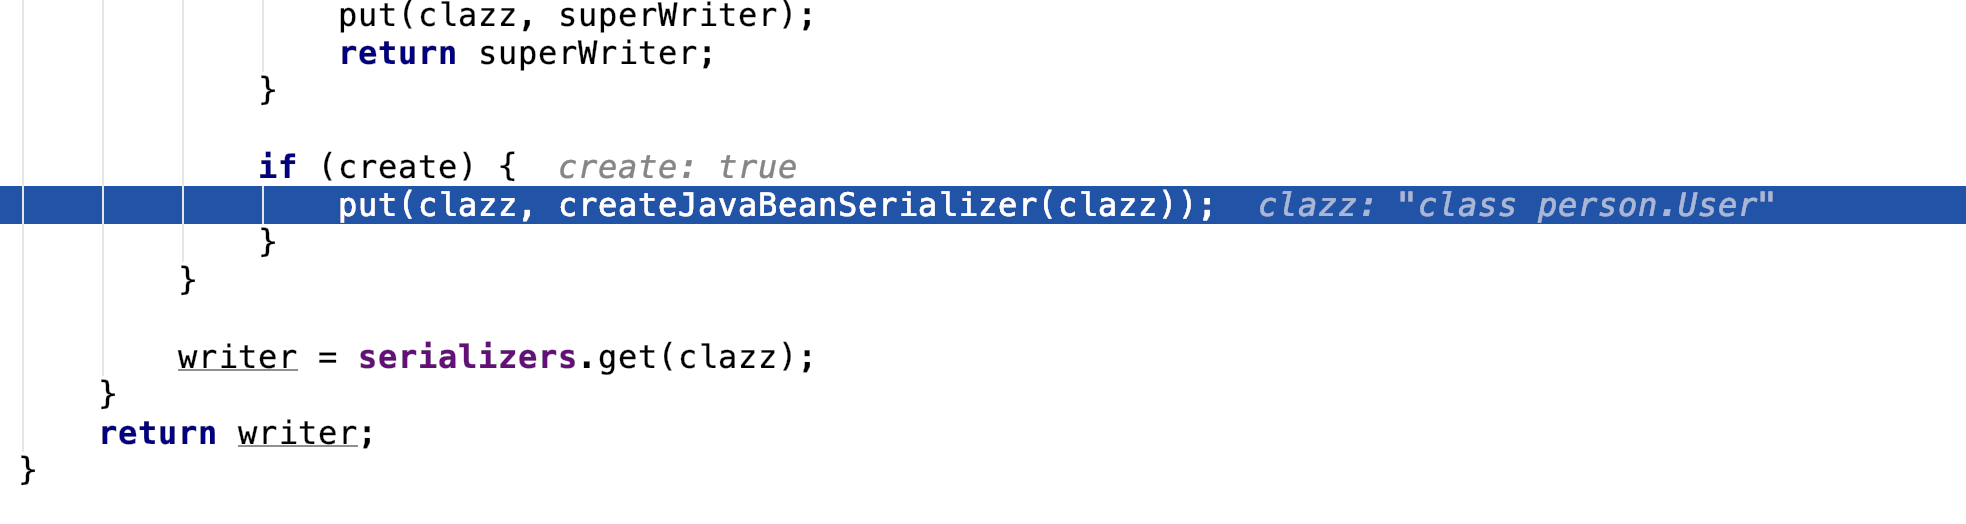 put(clazz, superWriter);
return superWriter;
}
if (create) {  create: true
put(clazz, createJavaBeanSerializer(clazz));  clazz: "class person.User"
}
}
writer = serializers.get(clazz);
}
return writer;
}